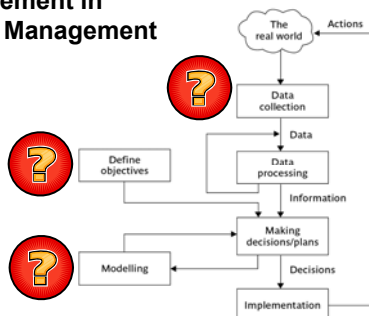 ement in
Management
The
real world
Actions
Data
collection
Data
Define
objectives
Data
processing
Information
Making
decisions/plans
Modelling
Decisions
Implementation
?
?
?